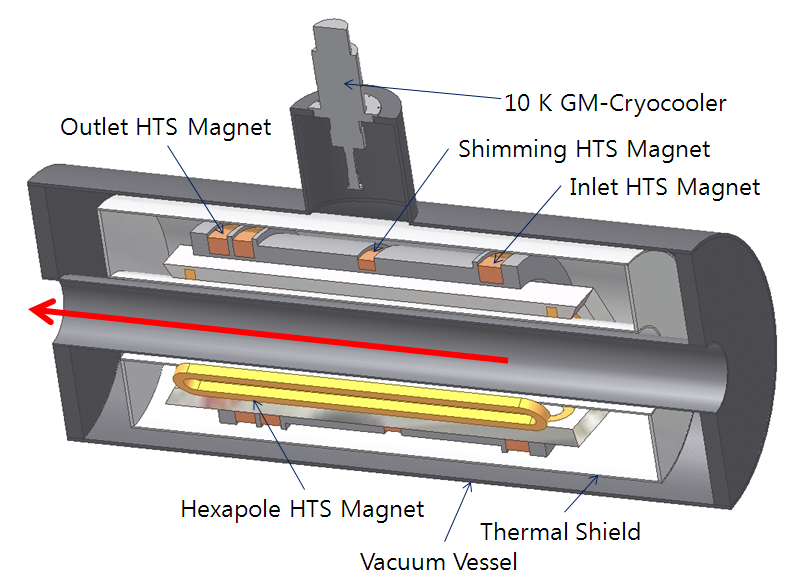 10 K GM-Cryocooler
Outlet HTS Magnet
Shimming HTS Magnet
Inlet HTS Magnet
Hexapole HTS Magnet
Thermal Shield
Vacuum Vessel